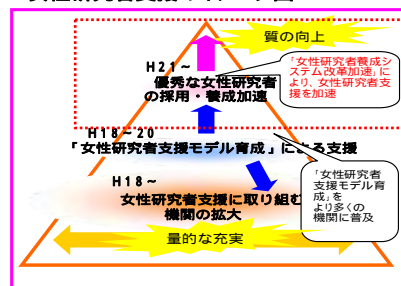 質の向上
H21～
優秀な女性研究者
の採用・養成加速
「女性研究者養成シ
ステム改革加速」に
より、女性研究者支
援を加速
H18～20
「女性研究者支援モデル育成」による支援
H18～
女性研究者支援に取り組む
機関の拡大
「女性研究者
支援モデル育
成」を
より多くの
機関に普及
量的な充実